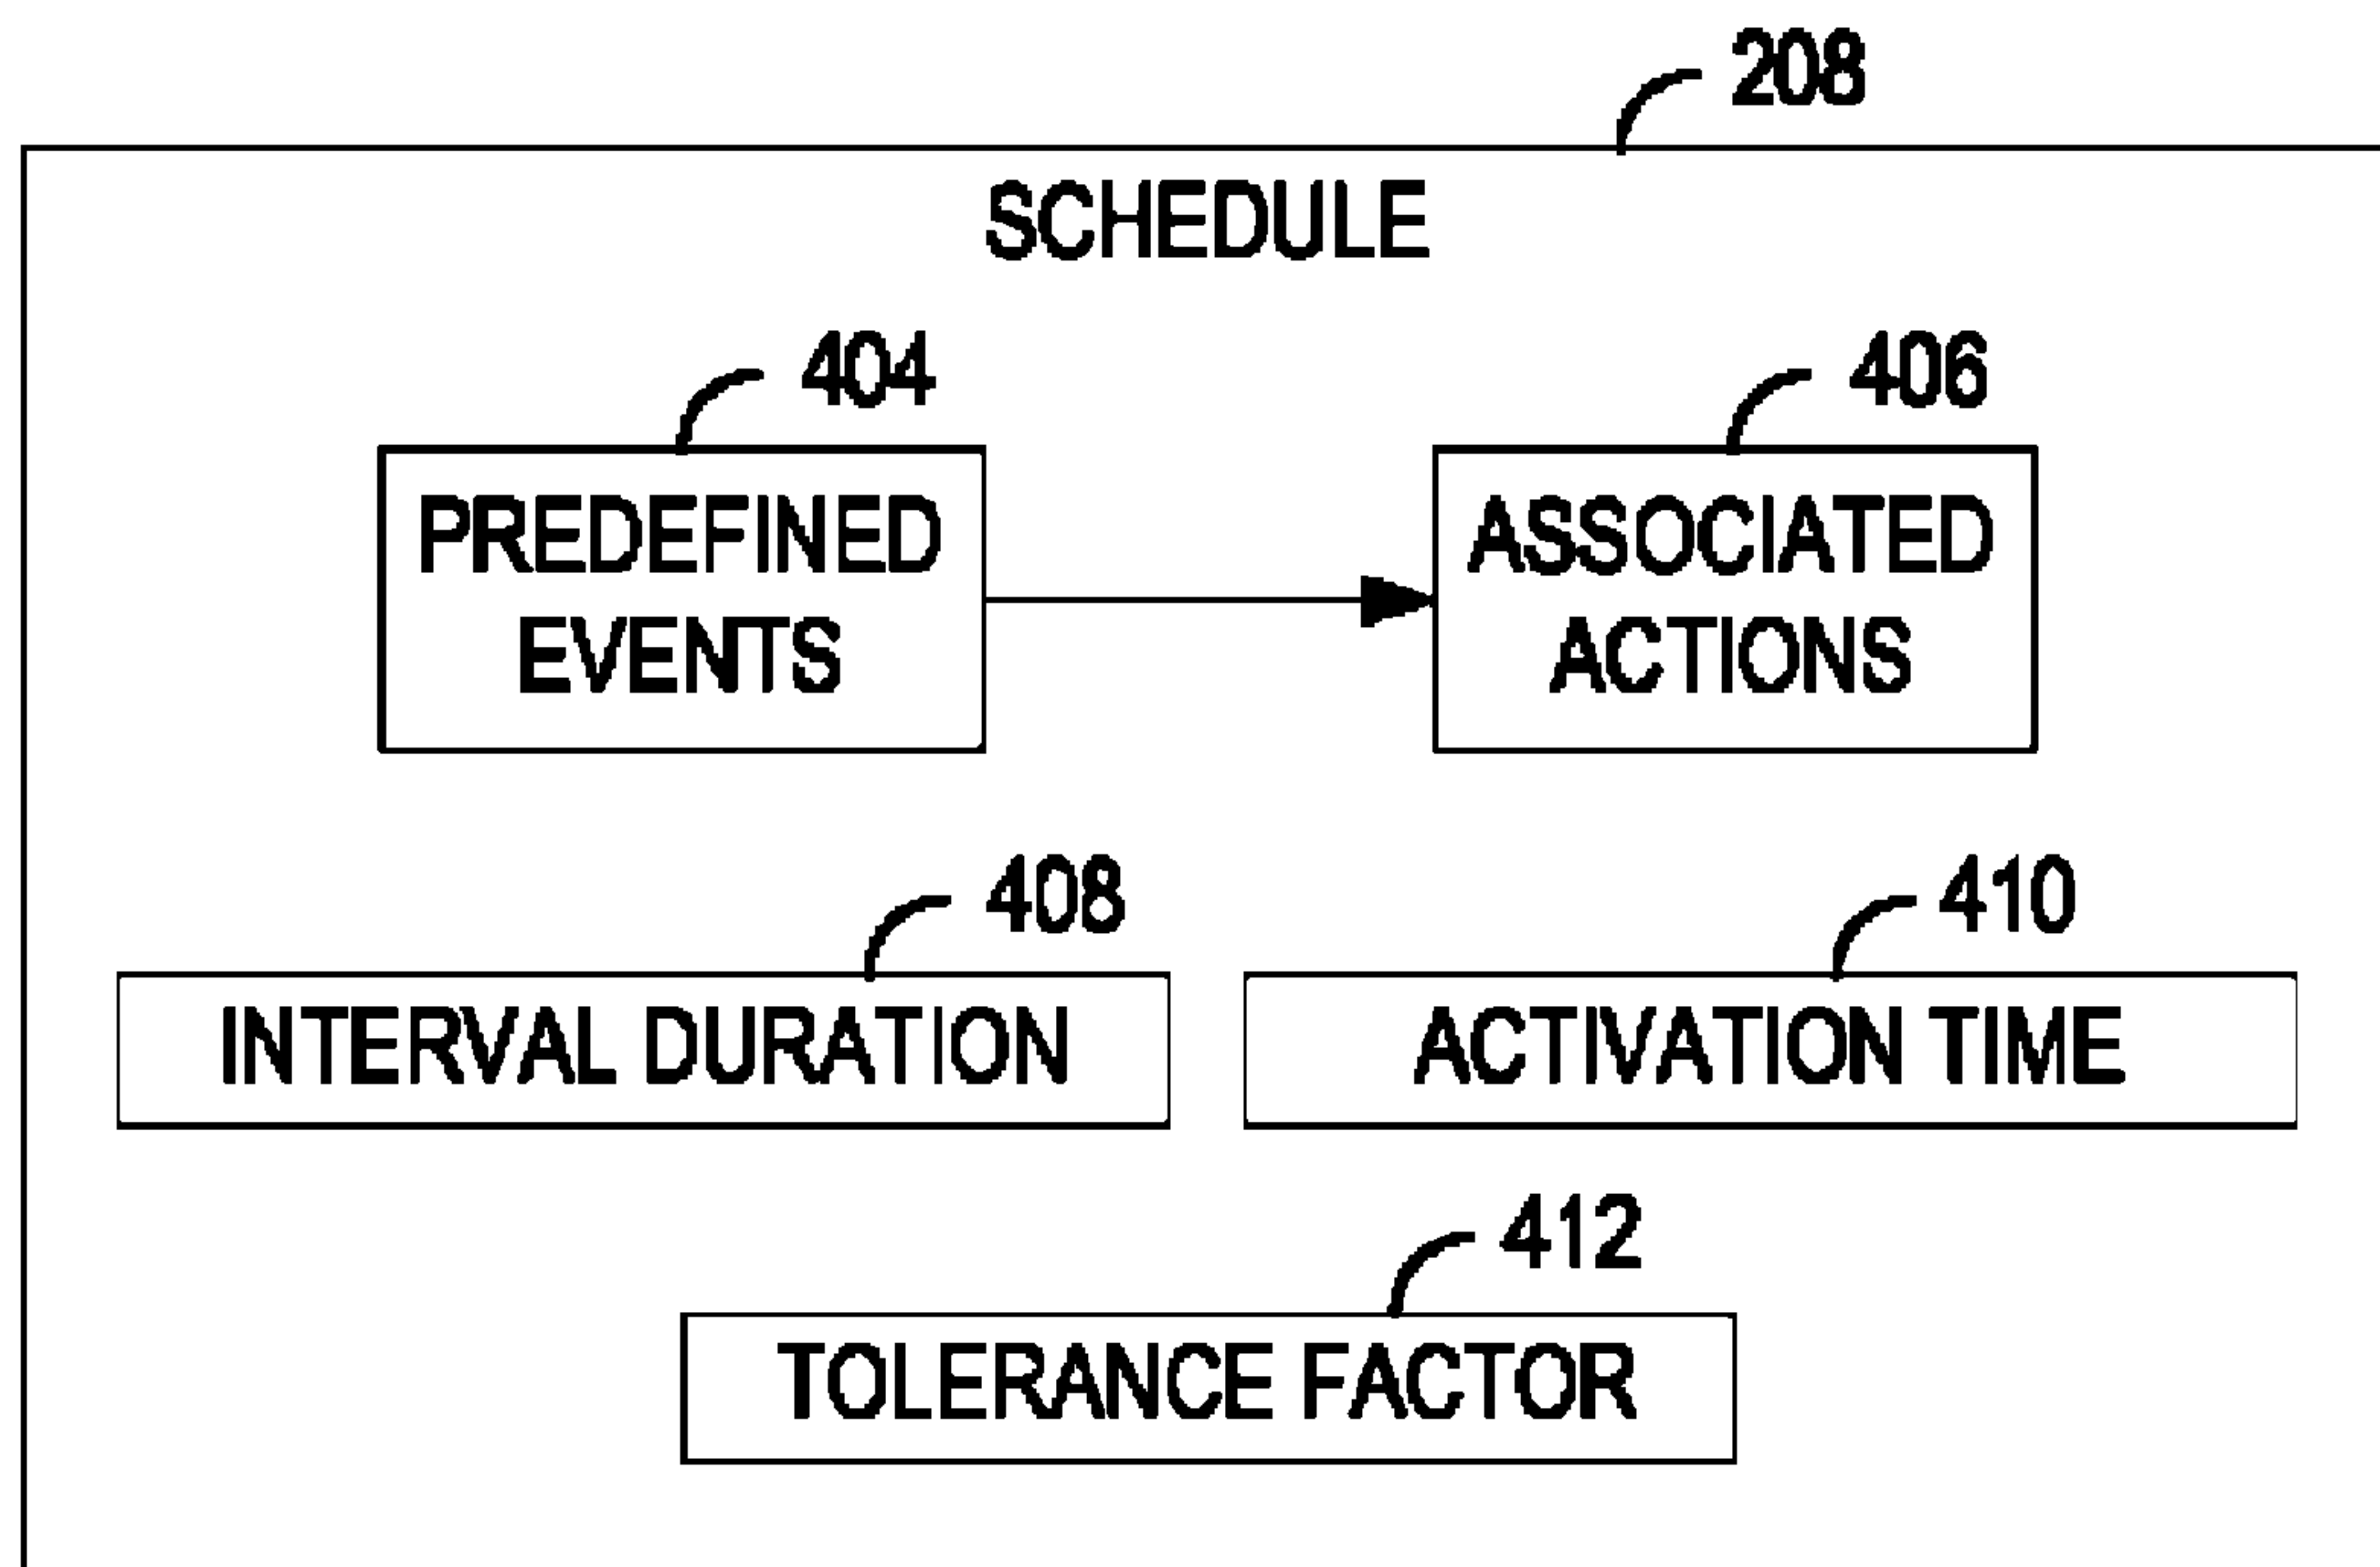 208
SCHEDULE
404
406
PREDEFINED
EVENTS
ASSOCIATED
ACTIONS
408
410
INTERVAL DURATION
ACTIVATION TIME
412
TOLERANCE FACTOR